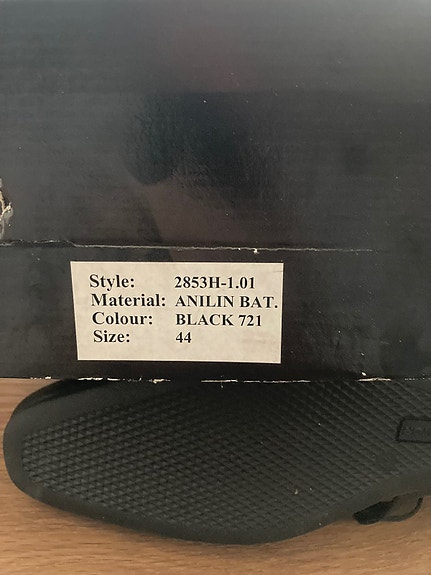 Style: 2853H-1.01
Material: ANILIN BAT.
Colour: BLACK 721
Size: 44